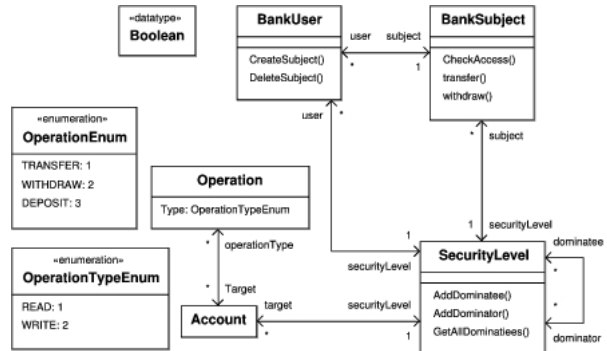 «datatype»
Boolean
BankUser
CreateSubject()
DeleteSubject()
user
subject
*
1
BankSubject
CheckAccess()
transfer()
withdraw()
user
*
*
subject
«enumeration»
OperationEnum
TRANSFER: 1
WITHDRAW: 2
DEPOSIT: 3
Operation
Type: OperationTypeEnum
*
operationType
1
securityLevel
1
securityLevel
dominatee
«enumeration»
OperationTypeEnum
READ: 1
WRITE: 2
*
Target
Account
target
*
securityLevel
1
SecurityLevel
AddDominatee()
AddDominator()
GetAllDominatiees()
*
*
dominator